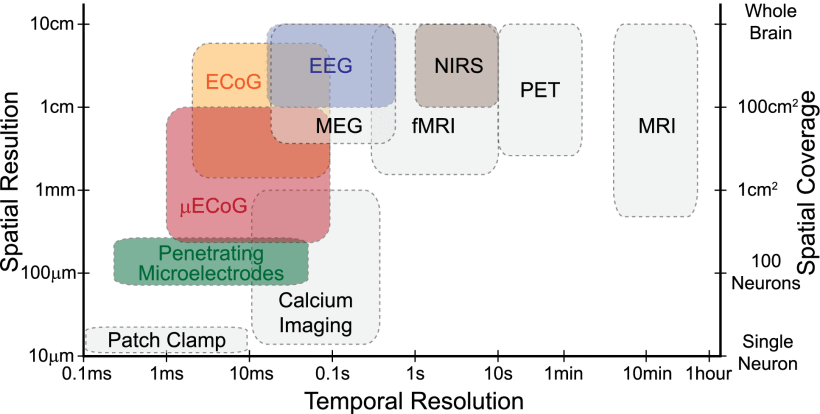 10cm
1cm
1mm
100μm
10μm
Spatial Resultion
Whole
Brain
100cm²
1cm²
100
Neurons
Single
Neuron
Spatial Coverage
ECoG
EEG
NIRS
PET
MEG
fMRI
MRI
μECoG
Penetrating
Microelectrodes
Calcium
Imaging
Patch Clamp
0.1ms
1ms
10ms
0.1s
1s
10s
1min
10min
1hour
Temporal Resolution